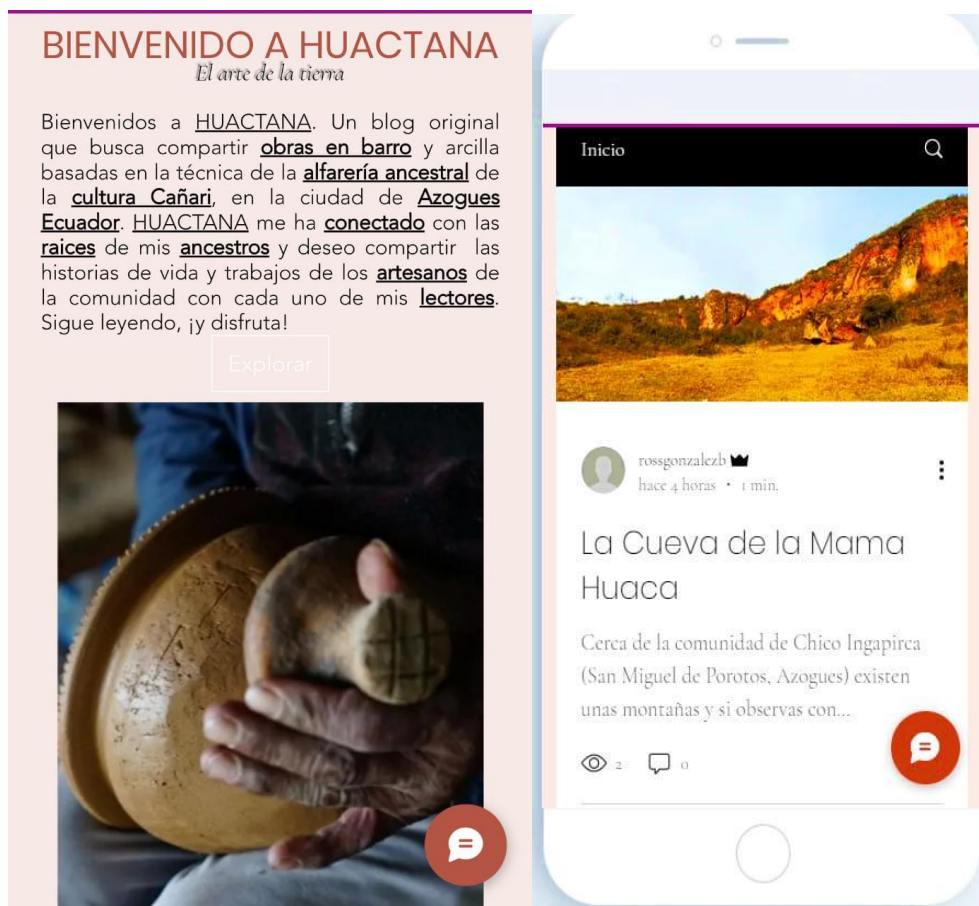 BIENVENIDO A HUACTANA
El arte de la tierra
Bienvenidos a HUACTANA. Un blog original
que busca compartir obras en barro y arcilla
basadas en la técnica de la alfarería ancestral de
la cultura Cañari, en la ciudad de Azogues
Ecuador. HUACTANA me ha conectado con las
raices de mis ancestros y deseo compartir las
historias de vida y trabajos de los artesanos de
la comunidad con cada uno de mis lectores.
Sigue leyendo, ¡y disfruta!
Explorar
Inicio
rossgonzalezb
hace 4 horas • 1 min.
La Cueva de la Mama
Huaca
Cerca de la comunidad de Chico Ingapirca
(San Miguel de Porotos, Azogues) existen
unas montañas y si observas con...
2 0